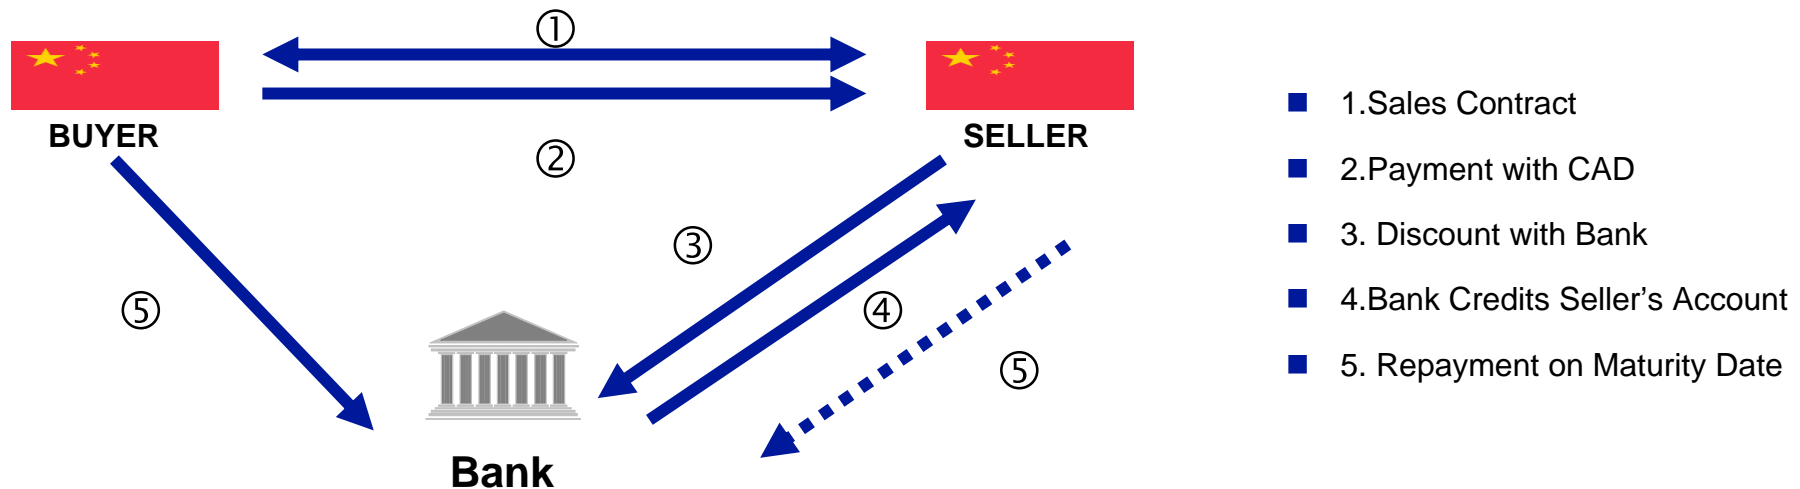 ①
BUYER
SELLER
②
③
④
⑤
⑤
Bank
1.Sales Contract
2.Payment with CAD
3. Discount with Bank
4.Bank Credits Seller's Account
5. Repayment on Maturity Date